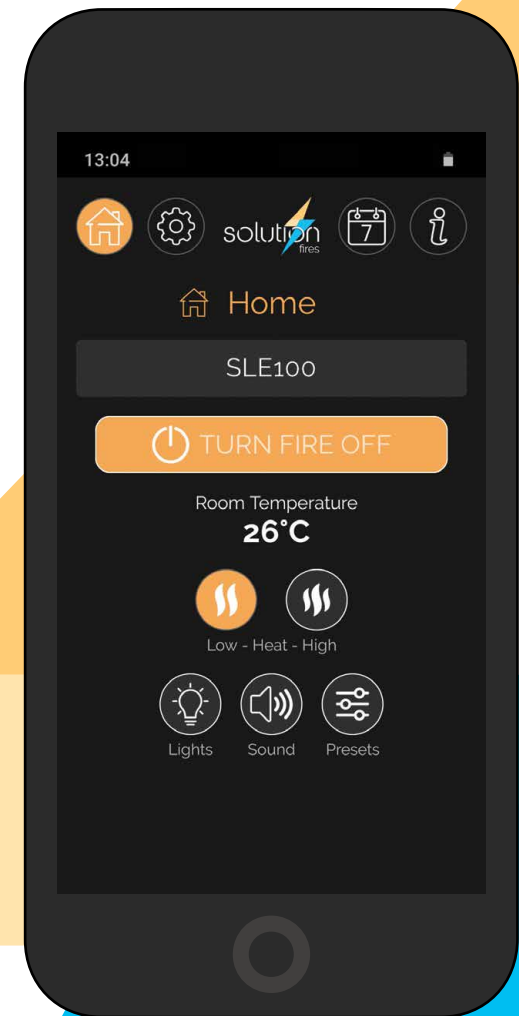 13:04
solution
fires
7
Home
SLE100
TURN FIRE OFF
Room Temperature
26°C
Low - Heat - High
Lights Sound Presets